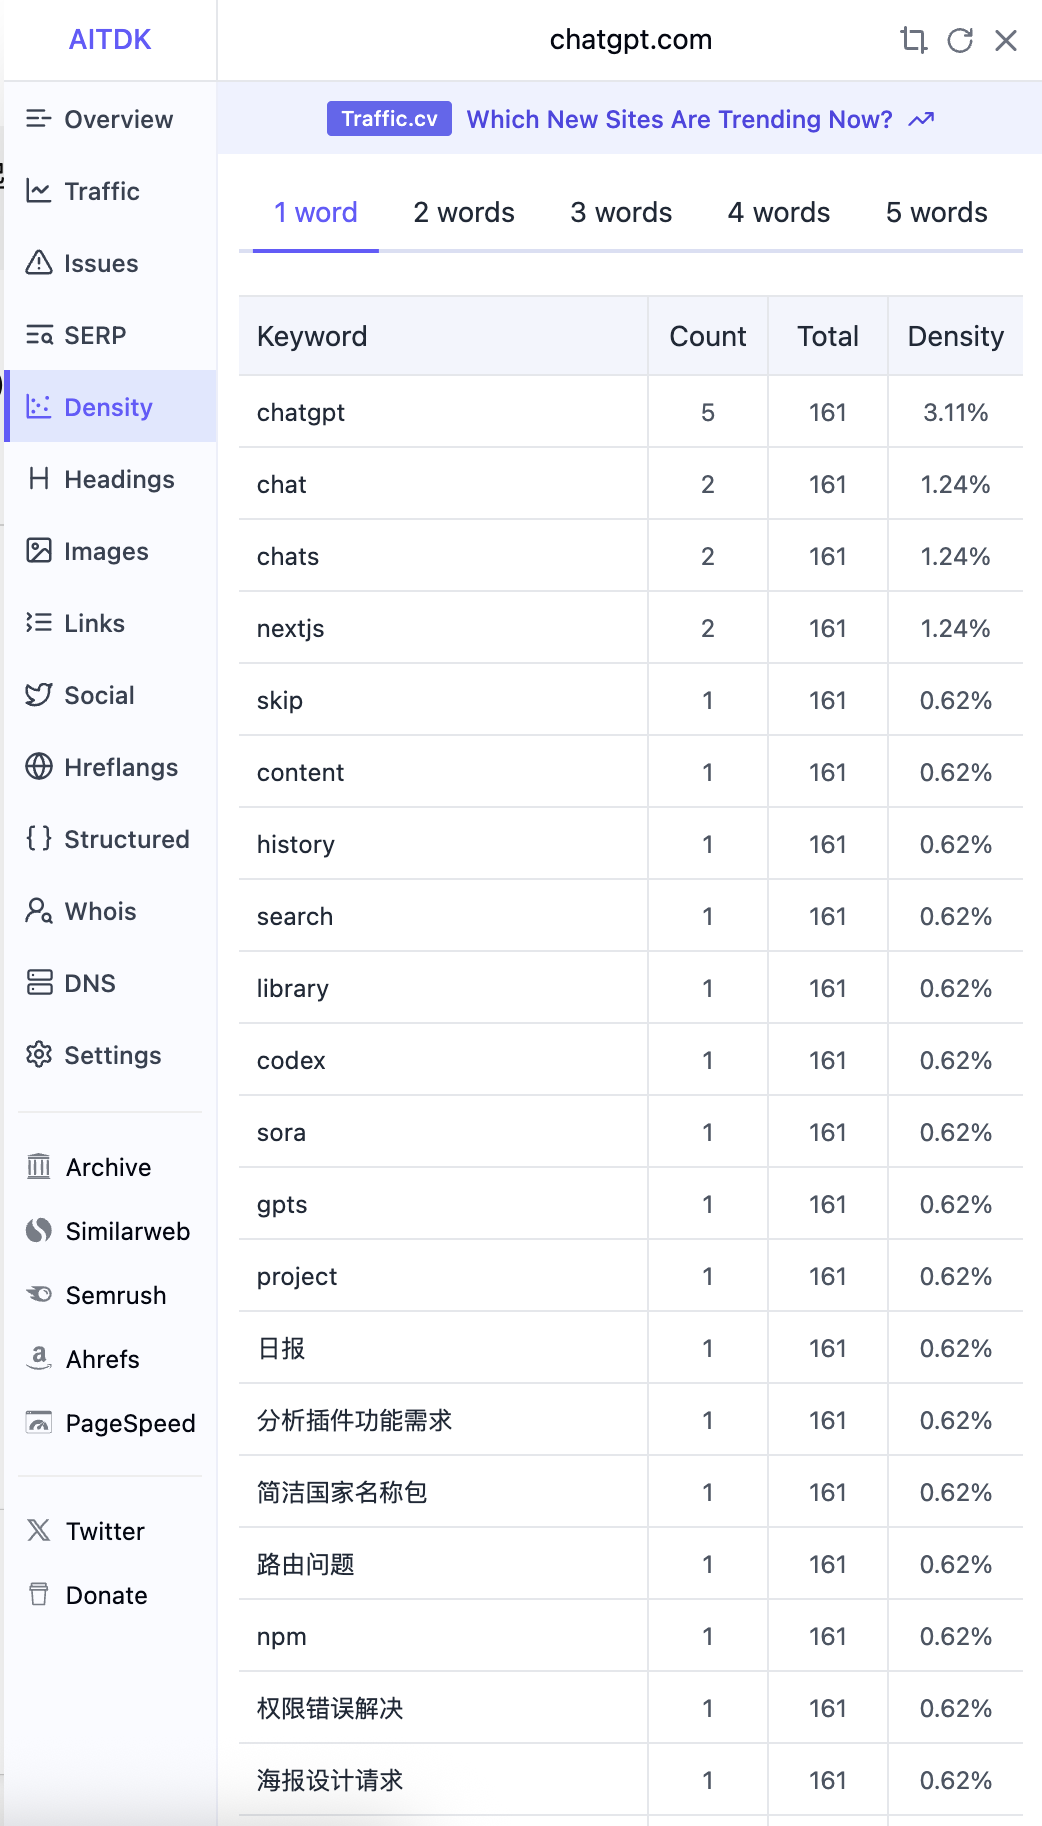 AITDK
chatgpt.com
Overview
Traffic
Issues
SERP
Density
Headings
Images
Links
Social
Hreflangs
Structured
Whois
DNS
Settings
Archive
Similarweb
Semrush
Ahrefs
PageSpeed
Twitter
Donate
Traffic.cv Which New Sites Are Trending Now?
1 word 2 words 3 words 4 words 5 words
Keyword Count Total Density
chatgpt 5 161 3.11%
chat 2 161 1.24%
chats 2 161 1.24%
nextjs 2 161 1.24%
skip 1 161 0.62%
content 1 161 0.62%
history 1 161 0.62%
search 1 161 0.62%
library 1 161 0.62%
codex 1 161 0.62%
sora 1 161 0.62%
gpts 1 161 0.62%
project 1 161 0.62%
日报 1 161 0.62%
分析插件功能需求 1 161 0.62%
简洁国家名称包 1 161 0.62%
路由问题 1 161 0.62%
npm 1 161 0.62%
权限错误解决 1 161 0.62%
海报设计请求 1 161 0.62%